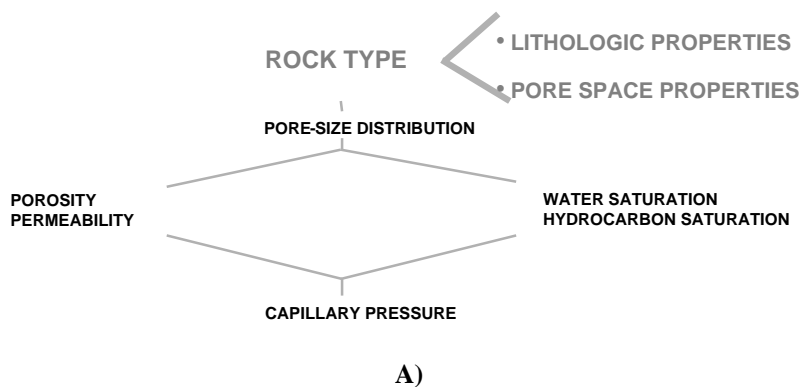 • LITHOLOGIC PROPERTIES
ROCK TYPE
• PORE SPACE PROPERTIES
PORE-SIZE DISTRIBUTION
POROSITY
PERMEABILITY
WATER SATURATION
HYDROCARBON SATURATION
CAPILLARY PRESSURE
A)